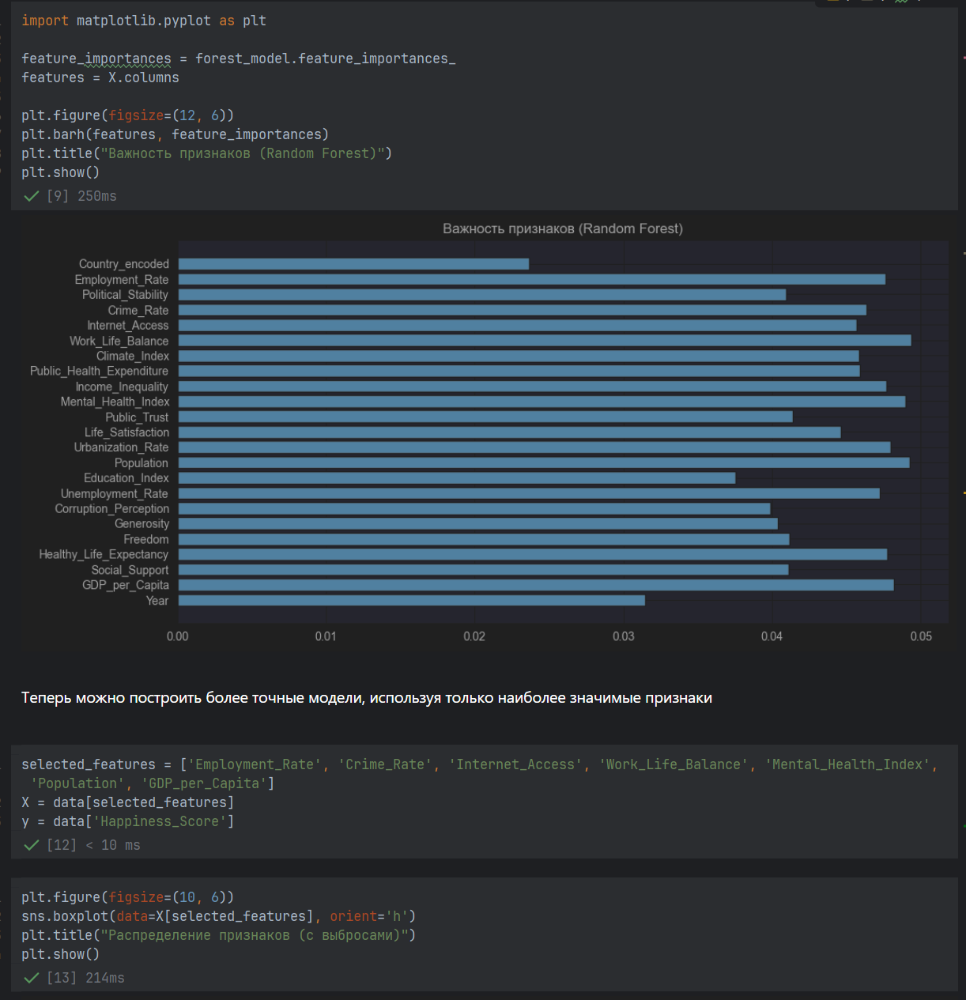 import matplotlib.pyplot as plt
feature_importances = forest_model.feature_importances_
features = X.columns
plt.figure(figsize=(12, 6))
plt.barh(features, feature_importances)
plt.title("Важность признаков (Random Forest)")
plt.show()
[9] 250ms
Важность признаков (Random Forest)
Country_encoded
Employment_Rate
Political_Stability
Crime_Rate
Internet_Access
Work_Life_Balance
Climate_Index
Public_Health_Expenditure
Income_Inequality
Mental_Health_Index
Public_Trust
Life_Satisfaction
Urbanization_Rate
Population
Education_Index
Unemployment_Rate
Corruption_Perception
Generosity
Freedom
Healthy_Life_Expectancy
Social_Support
GDP_per_Capita
Year
0.00 0.01 0.02 0.03 0.04 0.05
Теперь можно построить более точные модели, используя только наиболее значимые признаки
selected_features = ['Employment_Rate', 'Crime_Rate', 'Internet_Access', 'Work_Life_Balance', 'Mental_Health_Index',
'Population', 'GDP_per_Capita']
X = data[selected_features]
y = data['Happiness_Score']
[12] < 10 ms
plt.figure(figsize=(10, 6))
sns.boxplot(data=X[selected_features], orient='h')
plt.title("Распределение признаков (с выбросами)")
plt.show()
[13] 214ms